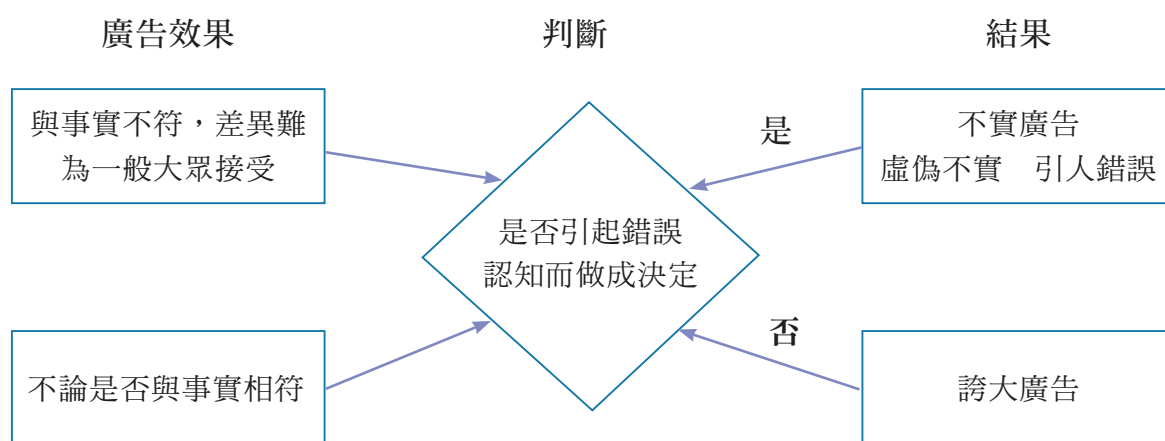 廣告效果
判斷
結果
與事實不符，差異難
為一般大眾接受
是
不實廣告
虛偽不實　引人錯誤
是否引起錯誤
認知而做成決定
否
不論是否與事實相符
誇大廣告